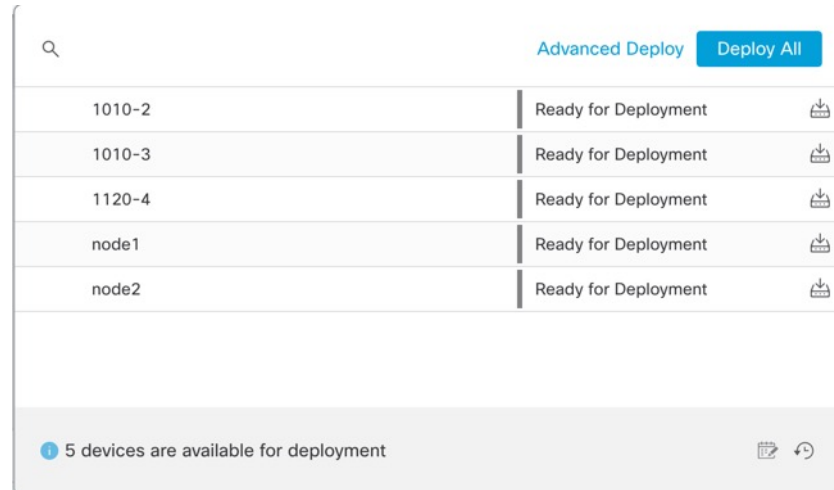 Advanced Deploy Deploy All
1010-2 Ready for Deployment
1010-3 Ready for Deployment
1120-4 Ready for Deployment
node1 Ready for Deployment
node2 Ready for Deployment
5 devices are available for deployment